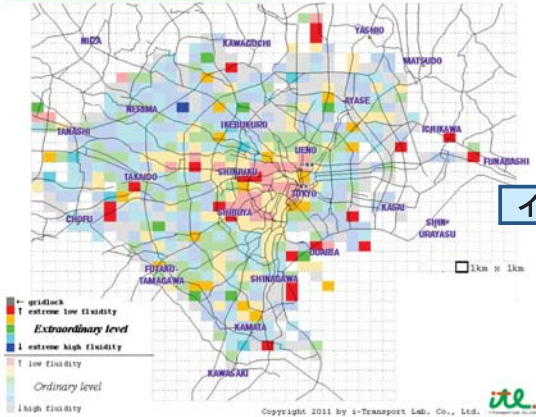 NIIZA
KAWAGUCHI
YASHIO
MATSUDO
NERIMA
AYASE
IKEBUKURO
TANASHI
ICHIKAWA
UENO
FUNABASHI
TAKAIDO
SHINJUKU
TOKYO
KASAI
CHOFU
SHIBUYA
SHIN-
URAYASU
ODAIBA
FUTAKO-
TAMAGAWA
SHINAGAWA
1km x 1km
← gridlock
↑ extreme low fluidity
Extraordinary level
↓ extreme high fluidity
↑ low fluidity
Ordinary level
↓ high fluidity
KAMATA
KAWASAKI
Copyright 2011 by i-Transport Lab. Co., Ltd.
itl
イ